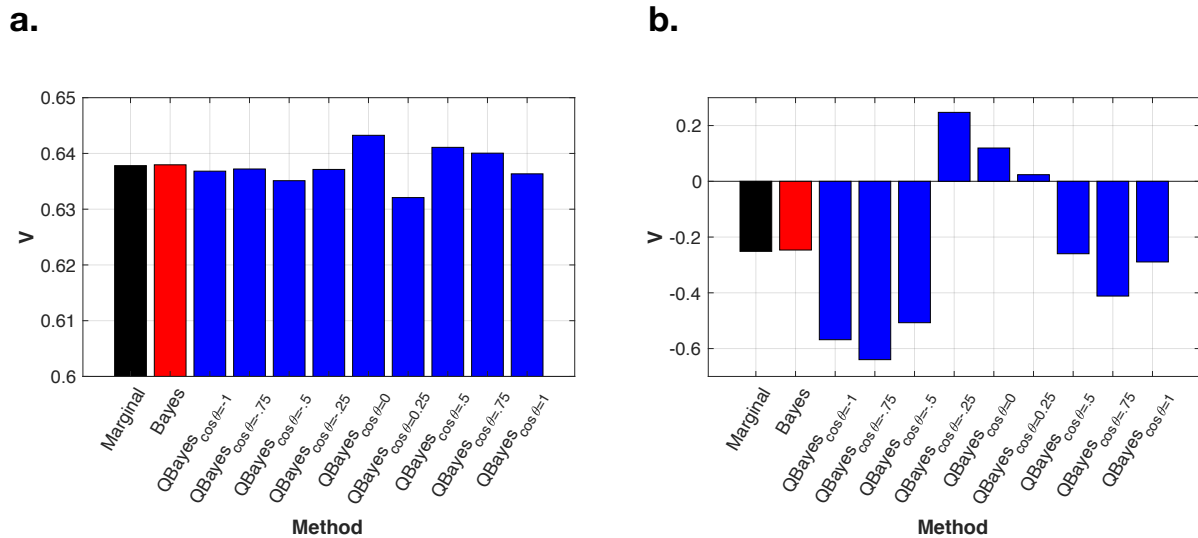 a.
0.65
0.64
0.63
0.62
0.61
0.6
V
Marginal
Bayes
QBayes cos θ=-1
QBayes cos θ=-.75
QBayes cos θ=-.5
QBayes cos θ=-.25
QBayes cos θ=0
QBayes cos θ=0.25
QBayes cos θ=.5
QBayes cos θ=.75
QBayes cos θ=1
Method
b.
0.2
0
-0.2
-0.4
-0.6
V
Marginal
Bayes
QBayes cos θ=-1
QBayes cos θ=-.75
QBayes cos θ=-.5
QBayes cos θ=-.25
QBayes cos θ=0
QBayes cos θ=0.25
QBayes cos θ=.5
QBayes cos θ=.75
QBayes cos θ=1
Method